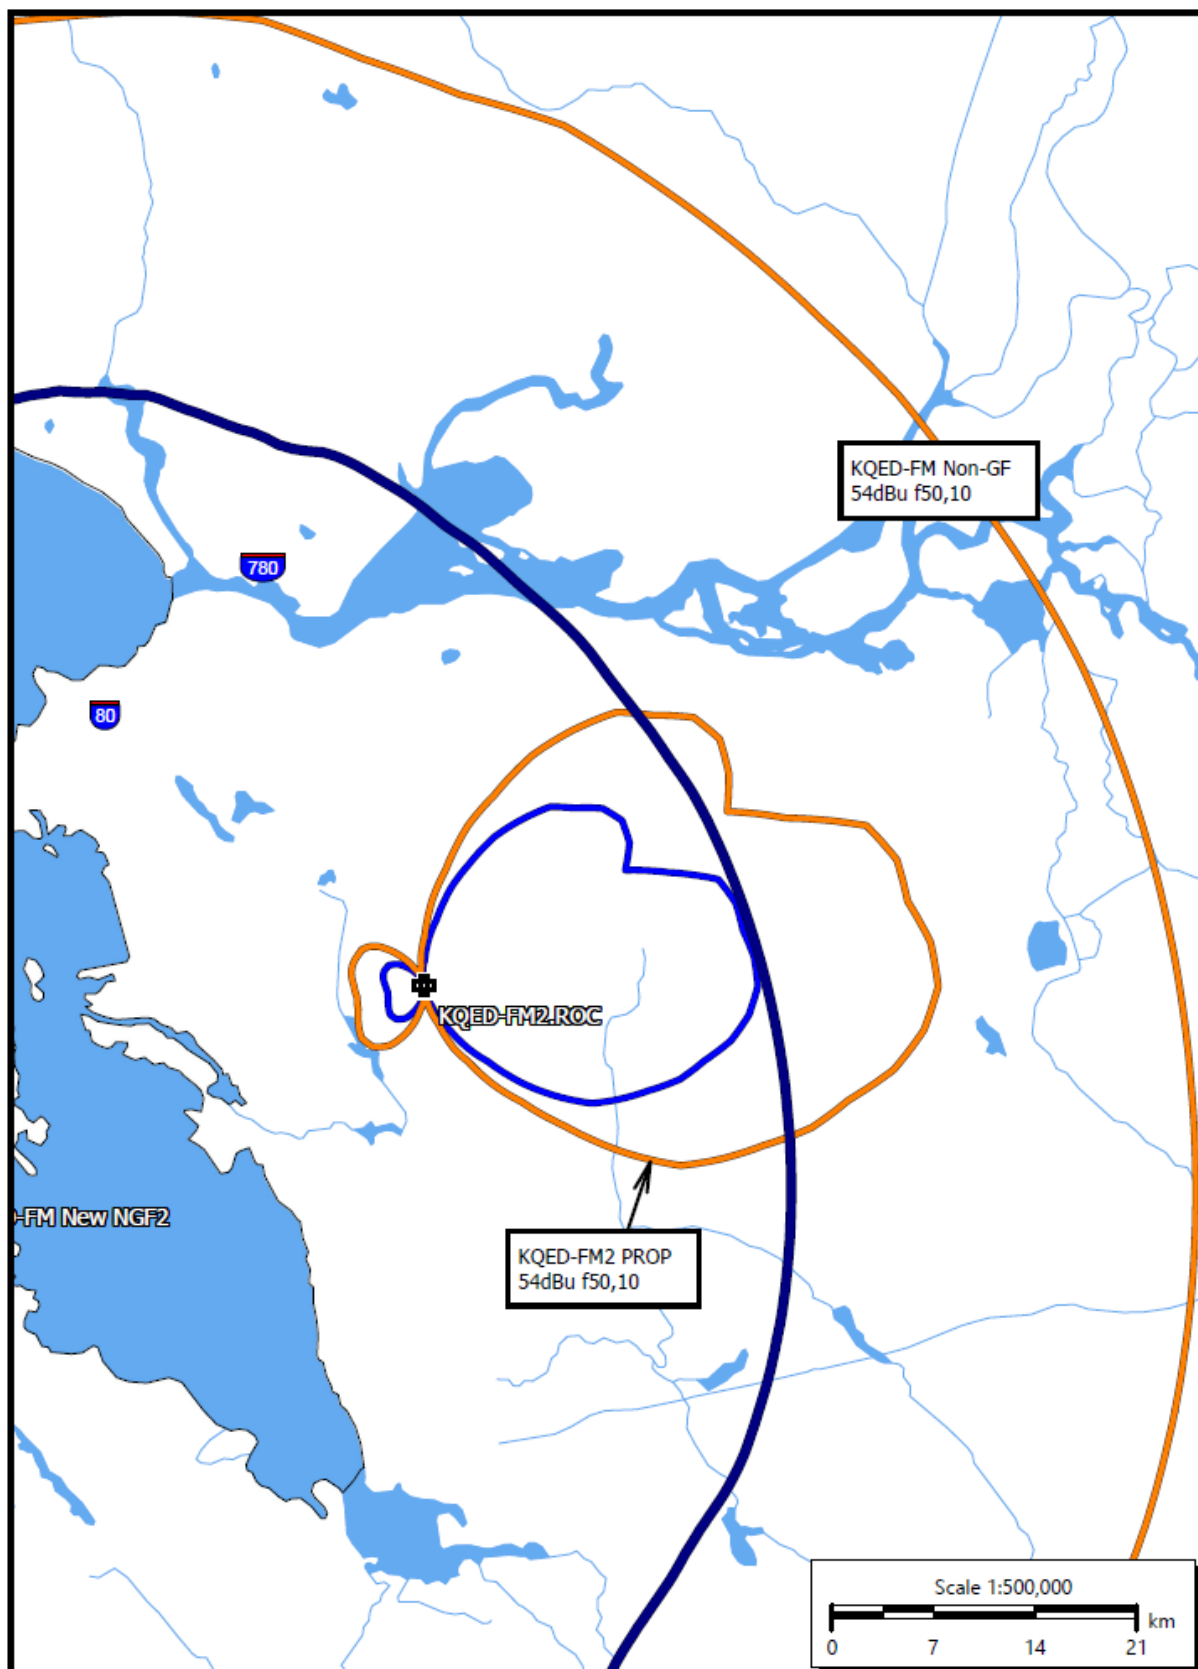 KQED-FM Non-GF
54dBu f50,10
780
80
KQED-FM2.ROC
-FM New NGF2
KQED-FM2 PROP
54dBu f50,10
Scale 1:500,000
km
0 7 14 21